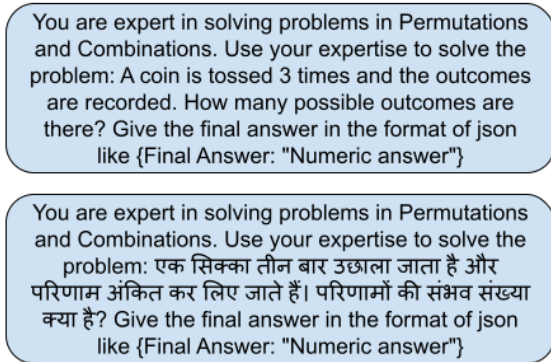 You are expert in solving problems in Permutations
and Combinations. Use your expertise to solve the
problem: A coin is tossed 3 times and the outcomes
are recorded. How many possible outcomes are
there? Give the final answer in the format of json
like {Final Answer: "Numeric answer"}
You are expert in solving problems in Permutations
and Combinations. Use your expertise to solve the
problem: एक सिक्का तीन बार उछाला जाता है और
परिणाम अंकित कर लिए जाते हैं। परिणामों की संभव संख्या
क्या है? Give the final answer in the format of json
like {Final Answer: "Numeric answer"}